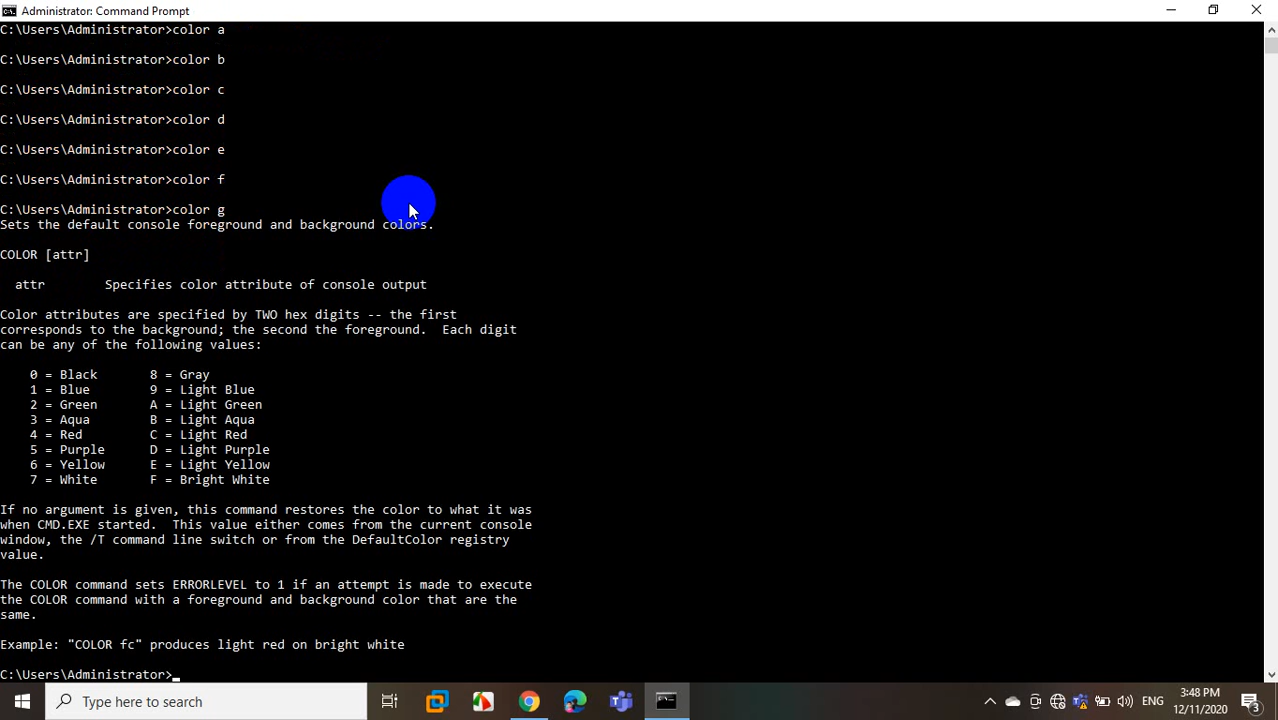 Administrator: Command Prompt
C:\Users\Administrator>color a
C:\Users\Administrator>color b
C:\Users\Administrator>color c
C:\Users\Administrator>color d
C:\Users\Administrator>color e
C:\Users\Administrator>color f
C:\Users\Administrator>color g
Sets the default console foreground and background colors.
COLOR [attr]
attr Specifies color attribute of console output
Color attributes are specified by TWO hex digits -- the first
corresponds to the background; the second the foreground. Each digit
can be any of the following values:
0 = Black 8 = Gray
1 = Blue 9 = Light Blue
2 = Green A = Light Green
3 = Aqua B = Light Aqua
4 = Red C = Light Red
5 = Purple D = Light Purple
6 = Yellow E = Light Yellow
7 = White F = Bright White
If no argument is given, this command restores the color to what it was
when CMD.EXE started. This value either comes from the current console
window, the /T command line switch or from the DefaultColor registry
value.
The COLOR command sets ERRORLEVEL to 1 if an attempt is made to execute
the COLOR command with a foreground and background color that are the
same.
Example: "COLOR fc" produces light red on bright white
C:\Users\Administrator>
Type here to search
ENG
3:48 PM
12/11/2020
3